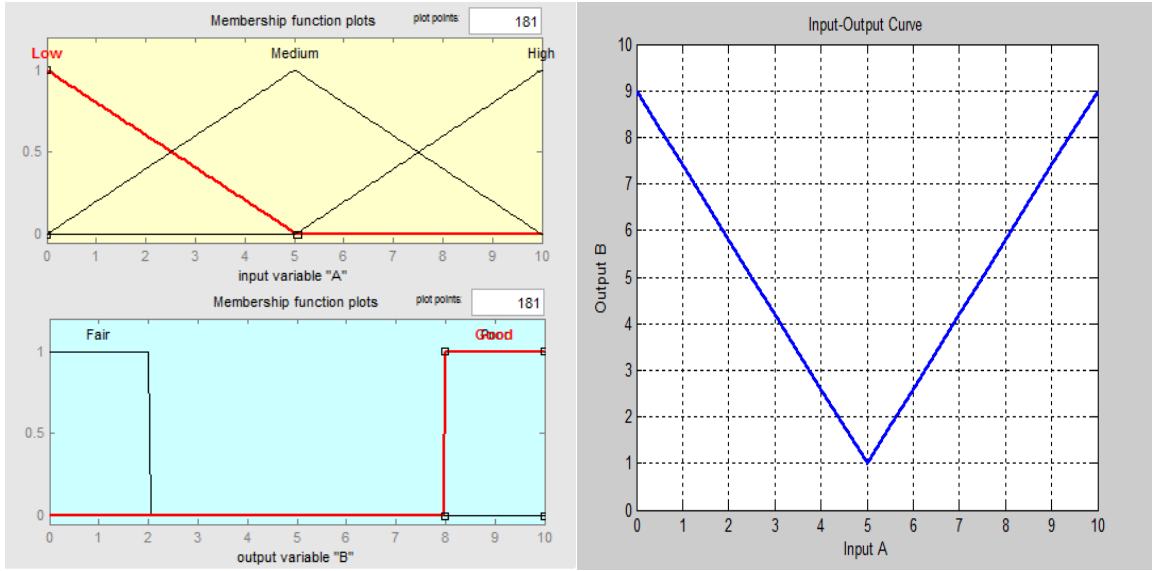 Membership function plots plot points: 181
Low Medium High
1
0.5
0
0 1 2 3 4 5 6 7 8 9 10
input variable "A"
Membership function plots plot points: 181
Fair Good
1
0.5
0
0 1 2 3 4 5 6 7 8 9 10
output variable "B"
Input-Output Curve
10
9
8
7
6
5
4
3
2
1
0
Output B
0 1 2 3 4 5 6 7 8 9 10
Input A